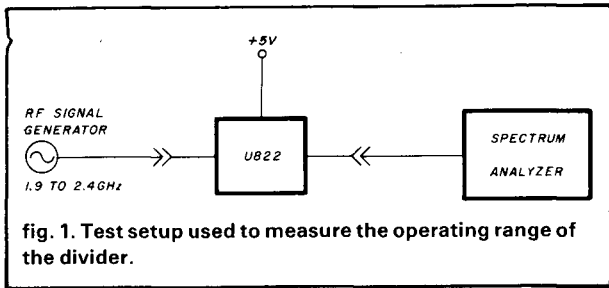 +5V
RF SIGNAL
GENERATOR
1.9 TO 2.4GHz
U822
SPECTRUM
ANALYZER
fig. 1. Test setup used to measure the operating range of
the divider.